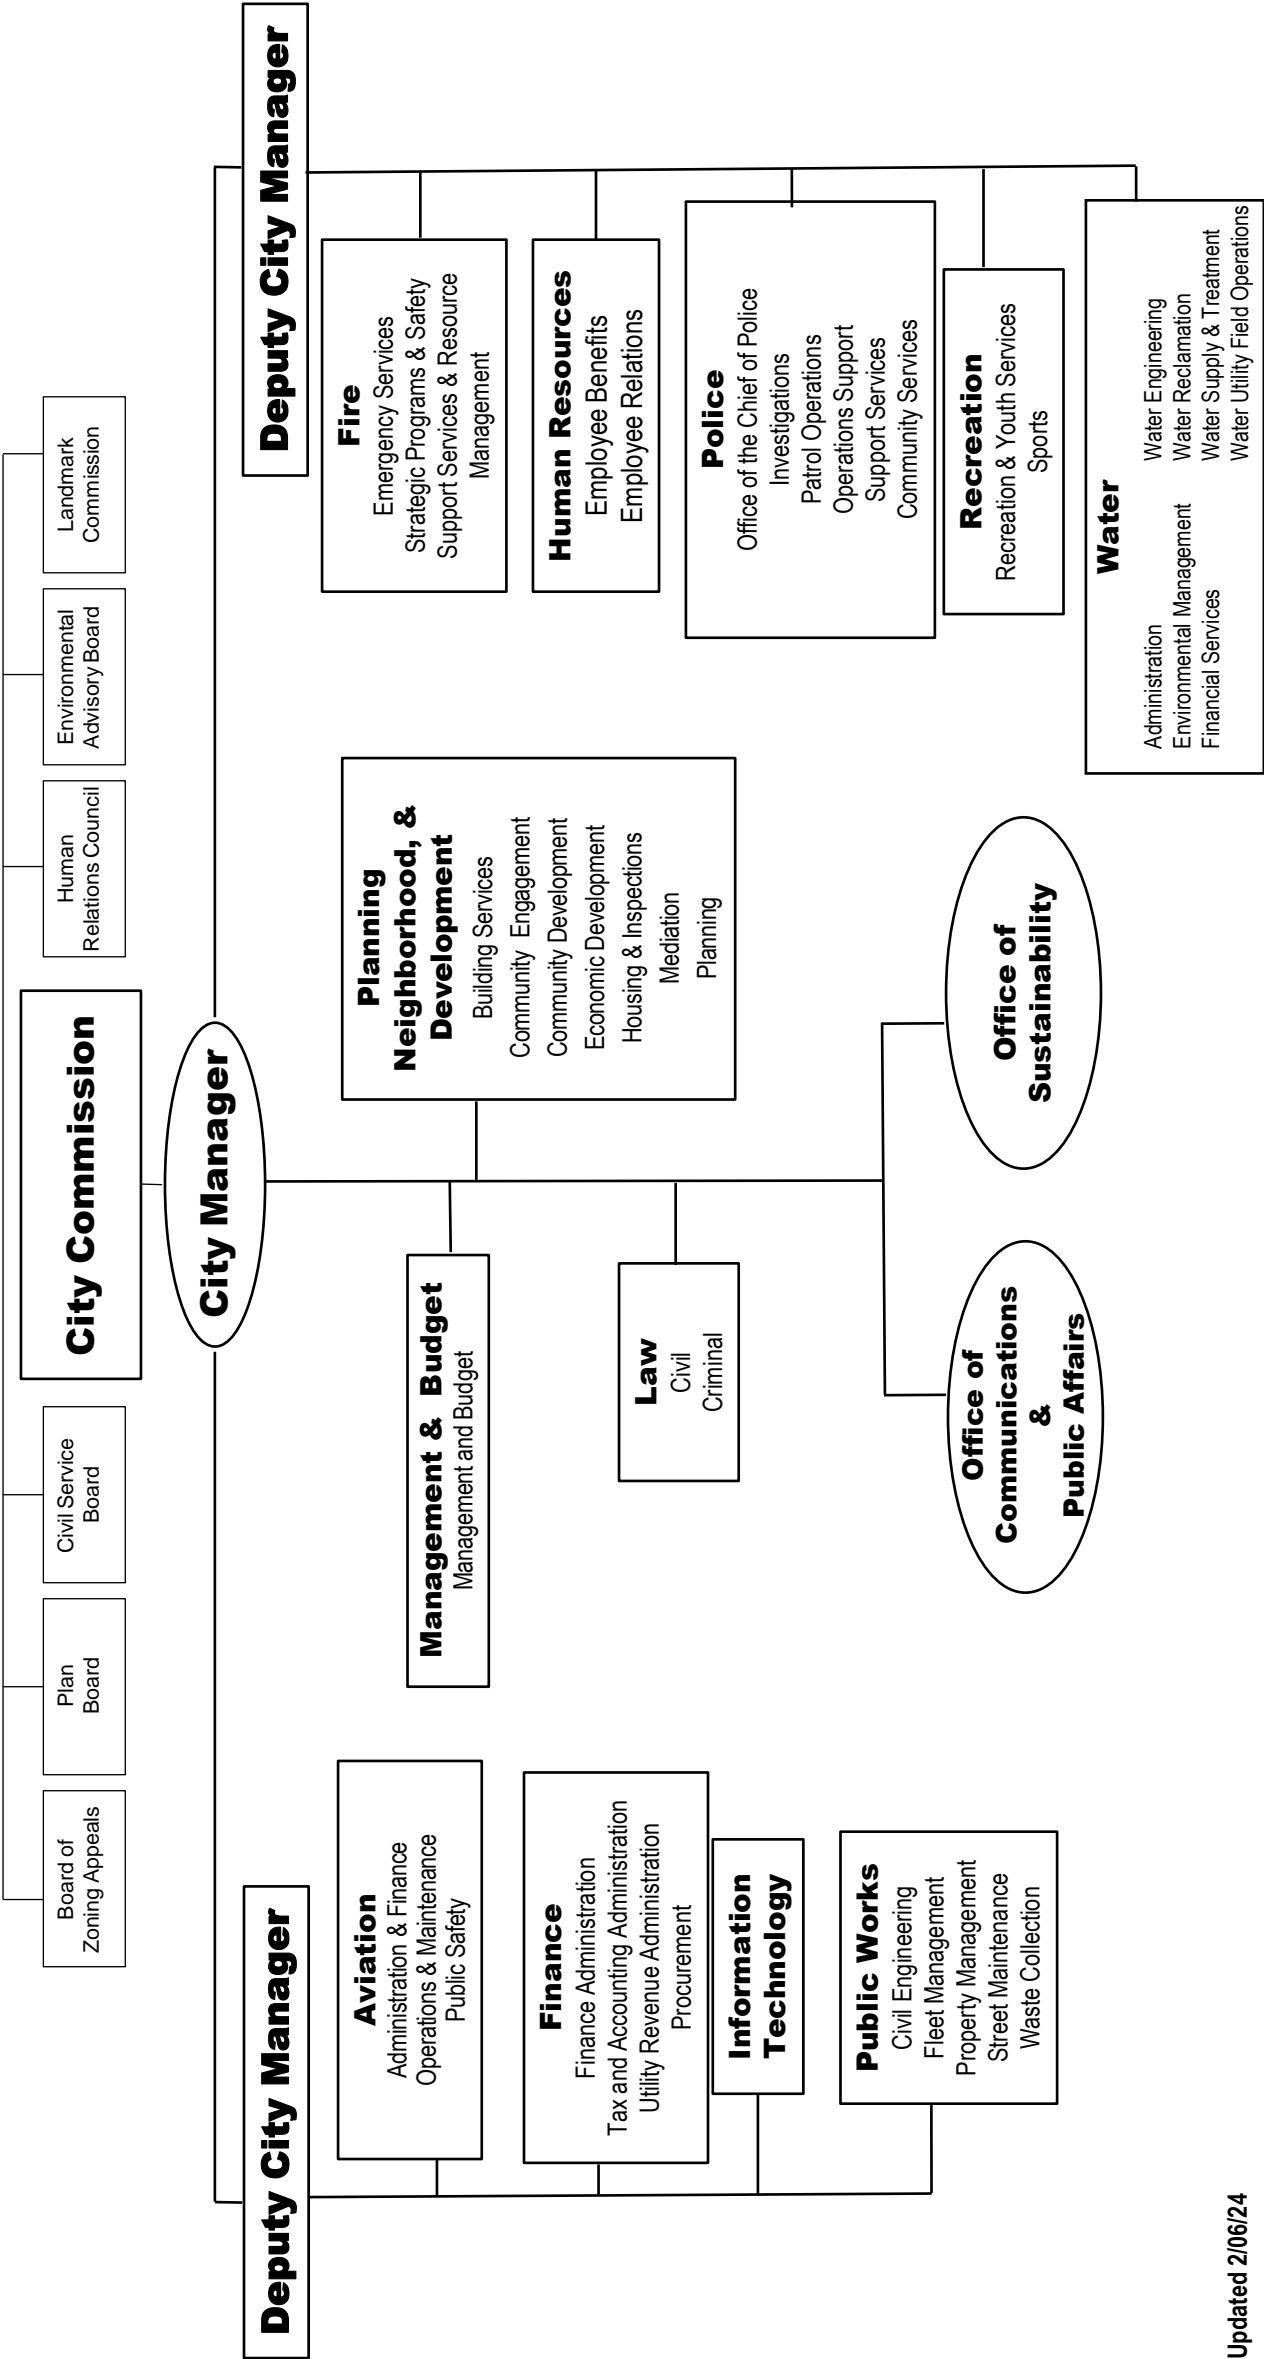 Board of
Zoning Appeals
Plan
Board
Civil Service
Board
City Commission
Human
Relations Council
Environmental
Advisory Board
Landmark
Commission
City Manager
Deputy City Manager
Aviation
Administration & Finance
Operations & Maintenance
Public Safety
Finance
Finance Administration
Tax and Accounting Administration
Utility Revenue Administration
Procurement
Information
Technology
Public Works
Civil Engineering
Fleet Management
Property Management
Street Maintenance
Waste Collection
Management & Budget
Management and Budget
Law
Civil
Criminal
Office of
Communications
&
Public Affairs
Planning
Neighborhood, &
Development
Building Services
Community Engagement
Community Development
Economic Development
Housing & Inspections
Mediation
Planning
Office of
Sustainability
Deputy City Manager
Fire
Emergency Services
Strategic Programs & Safety
Support Services & Resource
Management
Human Resources
Employee Benefits
Employee Relations
Police
Office of the Chief of Police
Investigations
Patrol Operations
Operations Support
Support Services
Community Services
Recreation
Recreation & Youth Services
Sports
Water
Administration
Environmental Management
Financial Services
Water Engineering
Water Reclamation
Water Supply & Treatment
Water Utility Field Operations
Updated 2/06/24